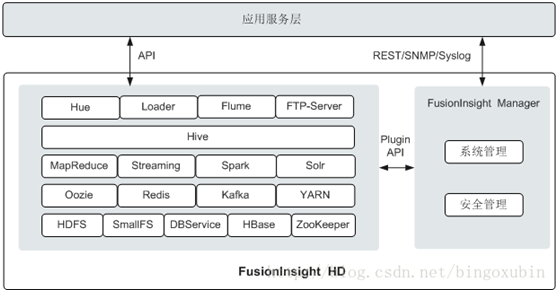 应用服务层
API
REST/SNMP/Syslog
Hue Loader Flume FTP-Server
Hive
MapReduce Streaming Spark Solr
Oozie Redis Kafka YARN
HDFS SmallFS DBService HBase ZooKeeper
Plugin
API
FusionInsight Manager
系统管理
安全管理
FusionInsight HD
http://blog.csdn.net/bingoxubin